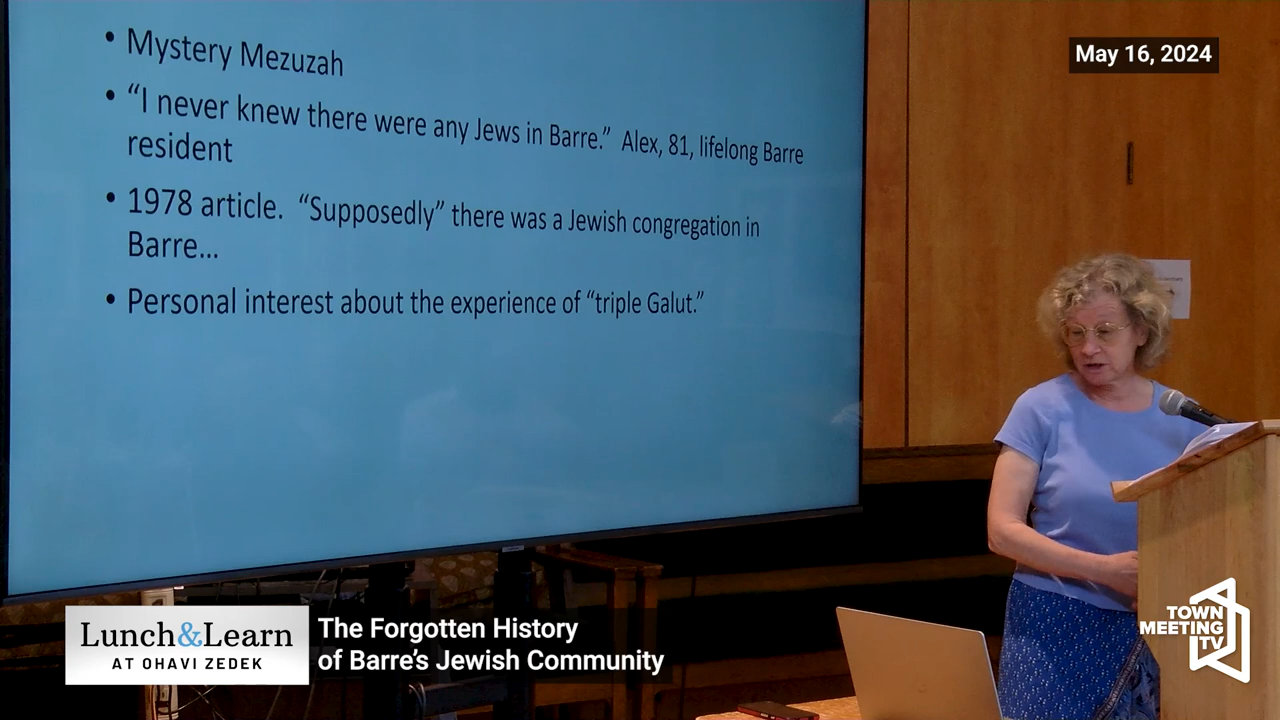 • Mystery Mezuzah
• “I never knew there were any Jews in Barre.” Alex, 81, lifelong Barre
resident
• 1978 article. “Supposedly” there was a Jewish congregation in
Barre...
• Personal interest about the experience of “triple Galut.”
May 16, 2024
Lunch&Learn
AT OHAVI ZEDEK
The Forgotten History
of Barre’s Jewish Community
TOWN
MEETING
TV